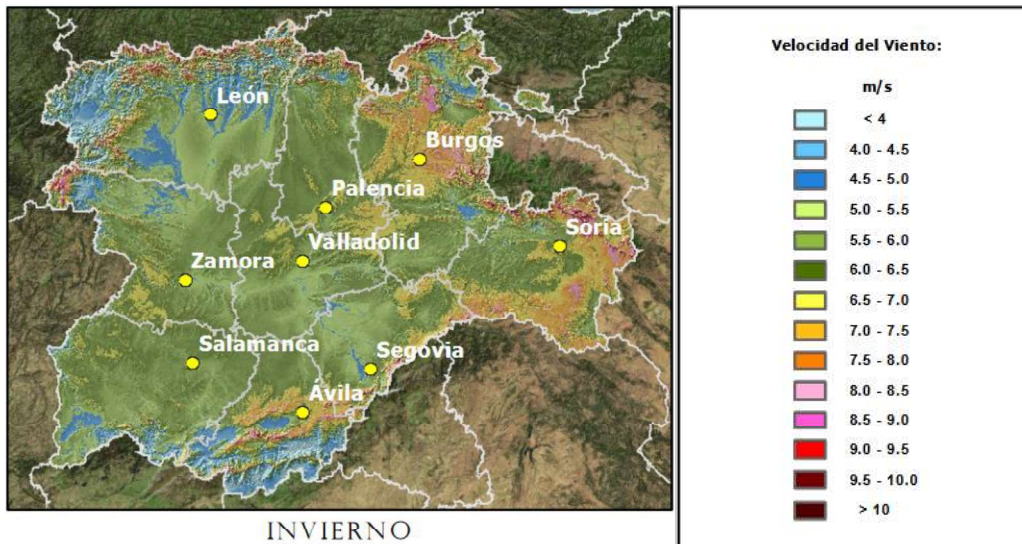 León
Burgos
Palencia
Soria
Valladolid
Zamora
Salamanca
Segovia
Ávila
INVIERNO
Velocidad del Viento:
m/s
< 4
4.0 - 4.5
4.5 - 5.0
5.0 - 5.5
5.5 - 6.0
6.0 - 6.5
6.5 - 7.0
7.0 - 7.5
7.5 - 8.0
8.0 - 8.5
8.5 - 9.0
9.0 - 9.5
9.5 - 10.0
> 10